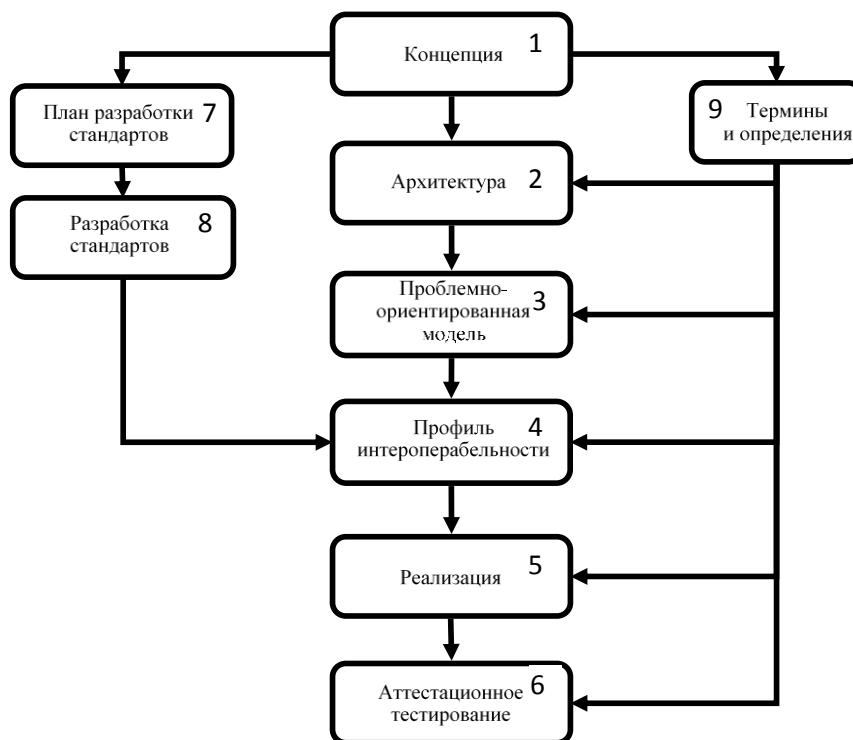 Концепция 1
План разработки 7
стандартов
9 Термины
и определения
Архитектура 2
Разработка 8
стандартов
Проблемно-
ориентированная 3
модель
Профиль 4
интероперабельности
Реализация 5
Аттестационное 6
тестирование